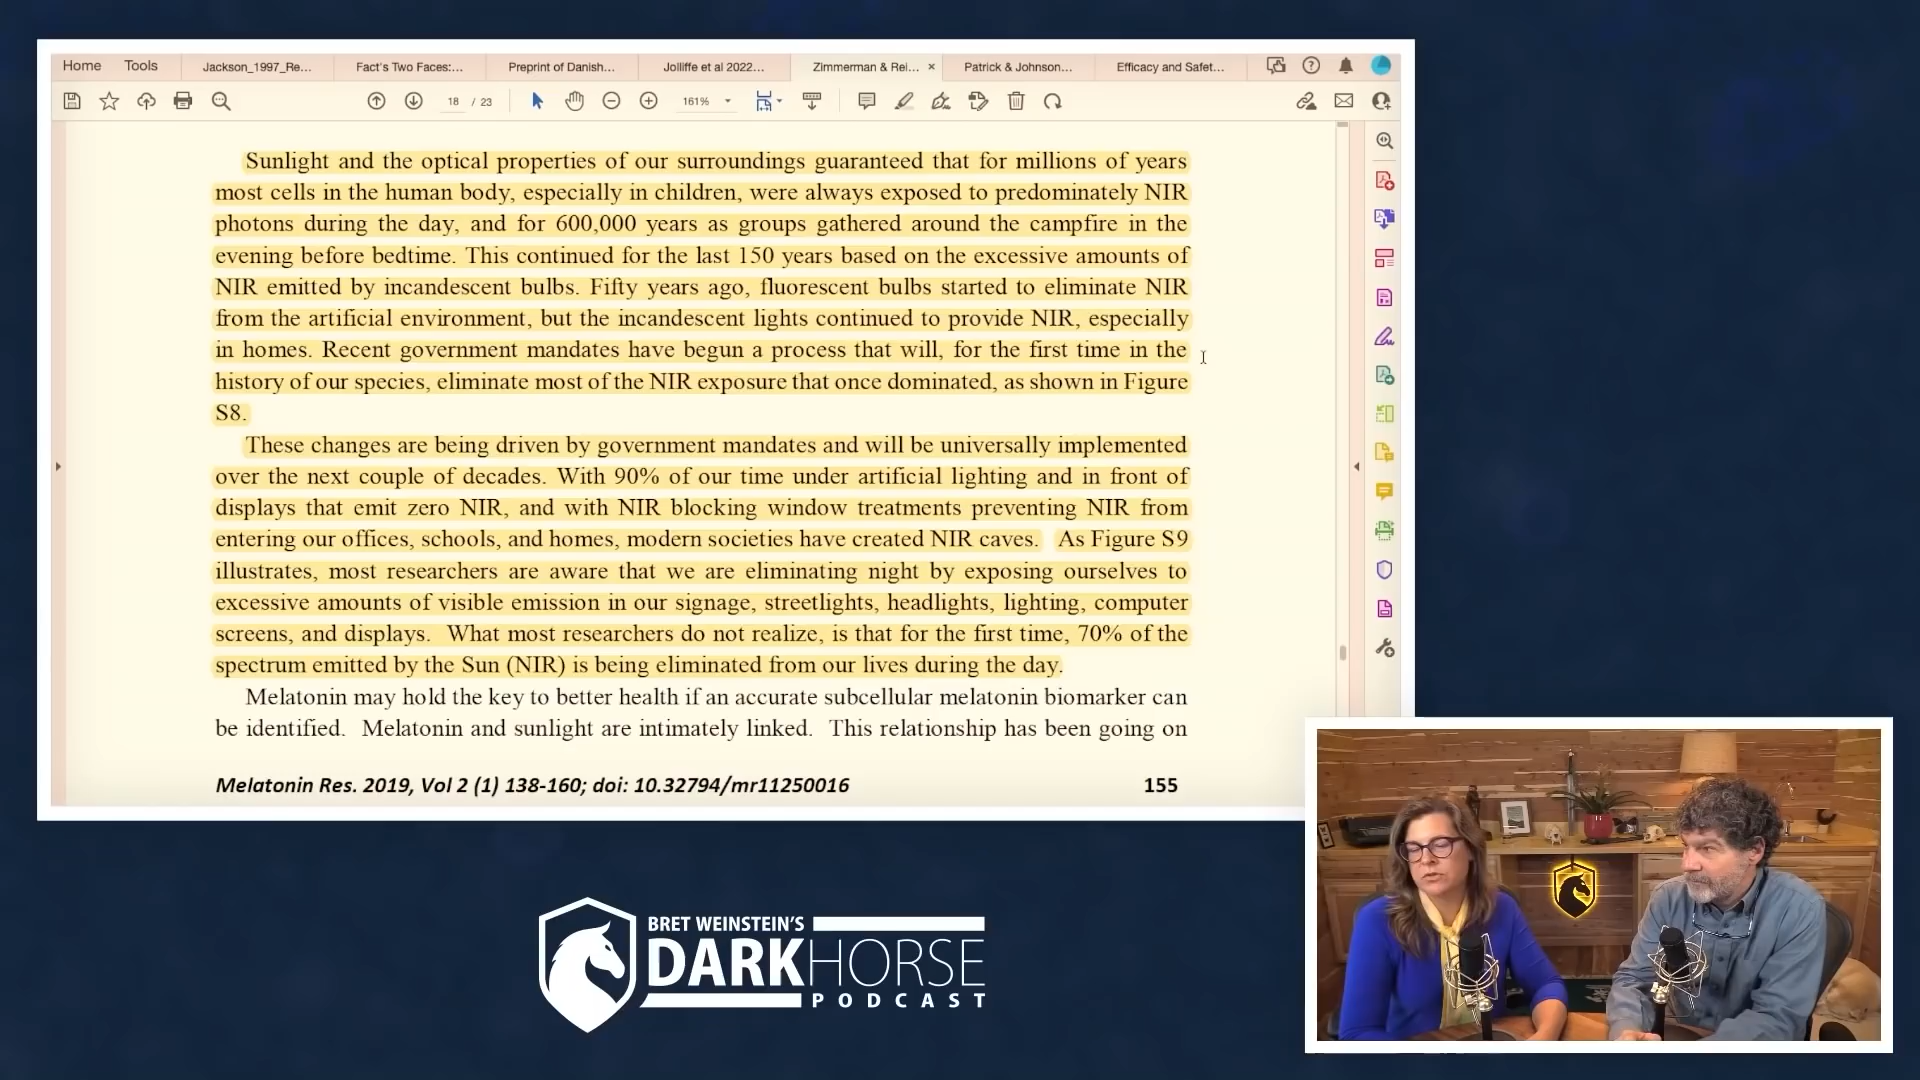 Home Tools Jackson_1997_Re... Fact's Two Faces:... Preprint of Danish... Jolliffe et al 2022... Zimmerman & Rei... × Patrick & Johnson... Efficacy and Safet...
18 / 23 161%
Sunlight and the optical properties of our surroundings guaranteed that for millions of years
most cells in the human body, especially in children, were always exposed to predominately NIR
photons during the day, and for 600,000 years as groups gathered around the campfire in the
evening before bedtime. This continued for the last 150 years based on the excessive amounts of
NIR emitted by incandescent bulbs. Fifty years ago, fluorescent bulbs started to eliminate NIR
from the artificial environment, but the incandescent lights continued to provide NIR, especially
in homes. Recent government mandates have begun a process that will, for the first time in the
history of our species, eliminate most of the NIR exposure that once dominated, as shown in Figure
S8.
These changes are being driven by government mandates and will be universally implemented
over the next couple of decades. With 90% of our time under artificial lighting and in front of
displays that emit zero NIR, and with NIR blocking window treatments preventing NIR from
entering our offices, schools, and homes, modern societies have created NIR caves. As Figure S9
illustrates, most researchers are aware that we are eliminating night by exposing ourselves to
excessive amounts of visible emission in our signage, streetlights, headlights, lighting, computer
screens, and displays. What most researchers do not realize, is that for the first time, 70% of the
spectrum emitted by the Sun (NIR) is being eliminated from our lives during the day.
Melatonin may hold the key to better health if an accurate subcellular melatonin biomarker can
be identified. Melatonin and sunlight are intimately linked. This relationship has been going on
Melatonin Res. 2019, Vol 2 (1) 138-160; doi: 10.32794/mr11250016 155
BRET WEINSTEIN'S
DARKHORSE
PODCAST